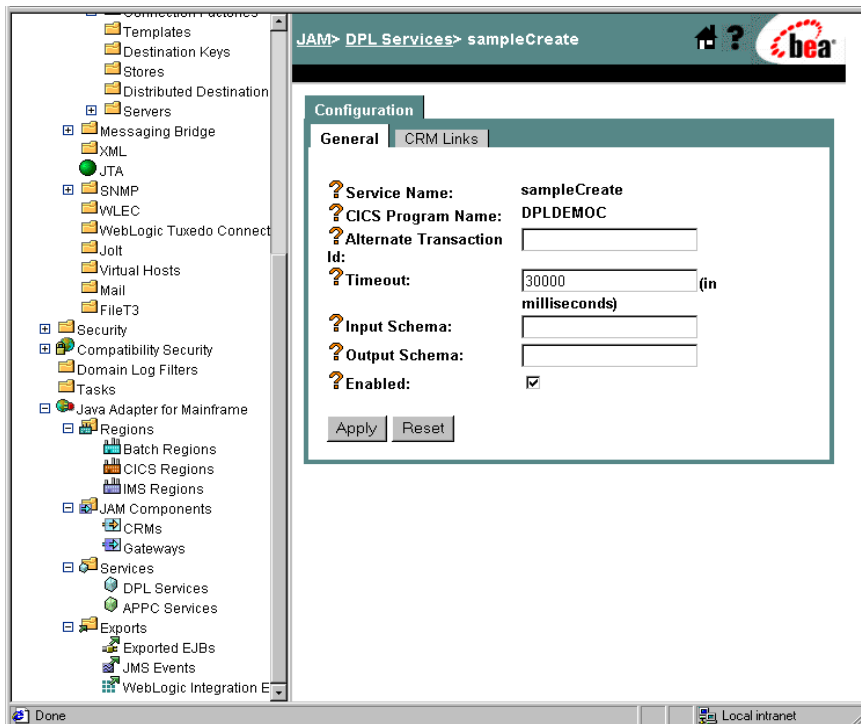 Connection Factories
Templates
Destination Keys
Stores
Distributed Destination
Servers
Messaging Bridge
XML
JTA
SNMP
WLEC
WebLogic Tuxedo Connect
Jolt
Virtual Hosts
Mail
FileT3
Security
Compatibility Security
Domain Log Filters
Tasks
Java Adapter for Mainframe
Regions
Batch Regions
CICS Regions
IMS Regions
JAM Components
CRMs
Gateways
Services
DPL Services
APPC Services
Exports
Exported EJBs
JMS Events
WebLogic Integration E
JAM> DPL Services> sampleCreate
?
bea
Configuration
General CRM Links
? Service Name: sampleCreate
? CICS Program Name: DPLDEMOC
? Alternate Transaction
Id:
? Timeout: 30000 (in
milliseconds)
? Input Schema:
? Output Schema:
? Enabled:
Apply Reset
Done
Local intranet